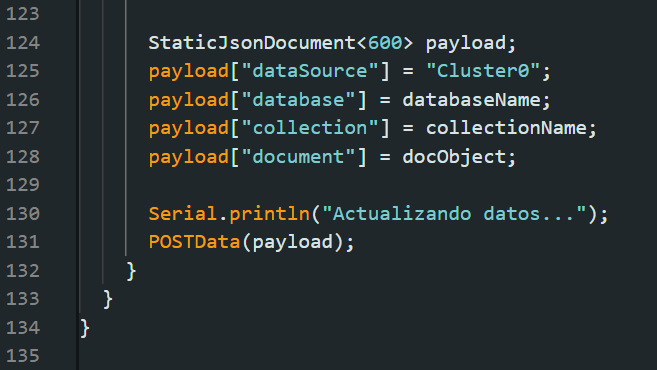 123
124 StaticJsonDocument<600> payload;
125 payload["dataSource"] = "Cluster0";
126 payload["database"] = databaseName;
127 payload["collection"] = collectionName;
128 payload["document"] = docObject;
129
130 Serial.println("Actualizando datos...");
131 POSTData(payload);
132 }
133 }
134 }
135